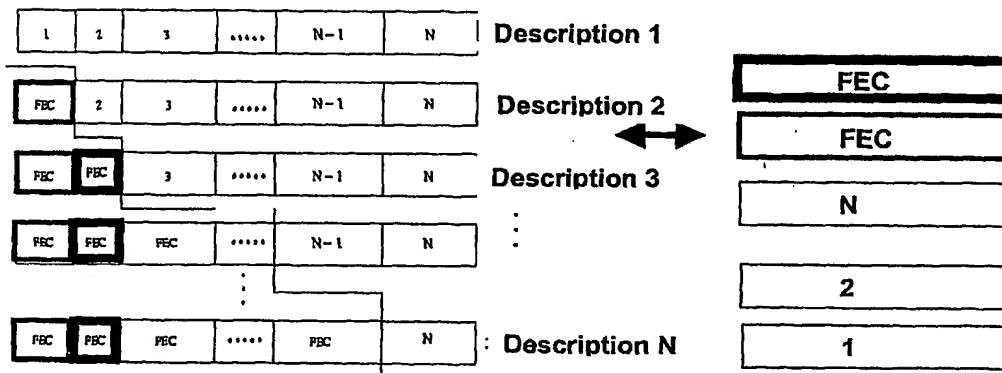 1 2 3 ..... N-1 N Description 1
FEC 2 3 ..... N-1 N Description 2
FEC FEC 3 ..... N-1 N Description 3
FEC FEC FEC ..... N-1 N
FEC FEC FEC ..... FEC N Description N
FEC
FEC
N
2
1